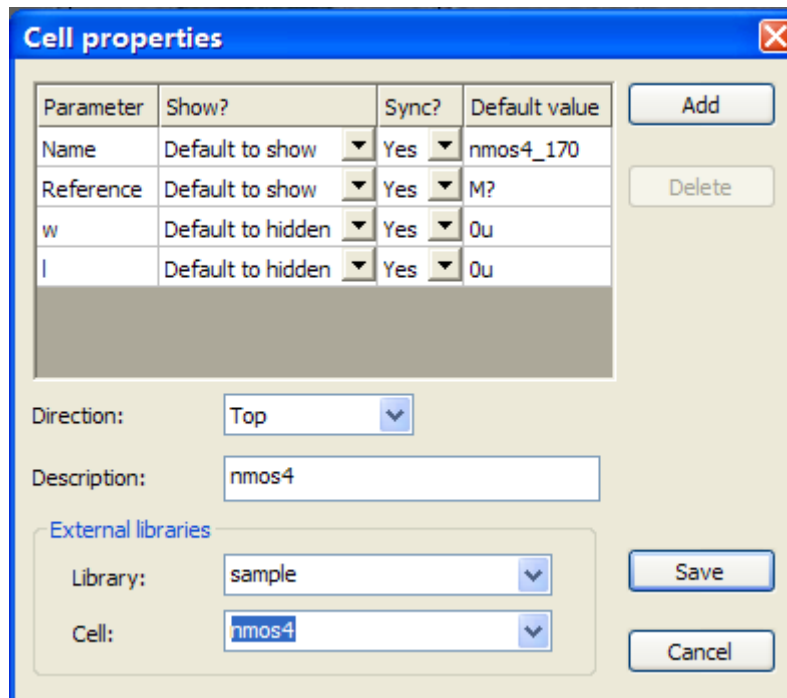 Cell properties
Parameter Show? Sync? Default value Add
Name Default to show Yes nmos4_170
Reference Default to show Yes M? Delete
w Default to hidden Yes 0u
l Default to hidden Yes 0u
Direction: Top
Description: nmos4
External libraries
Library: sample Save
Cell: nmos4
Cancel